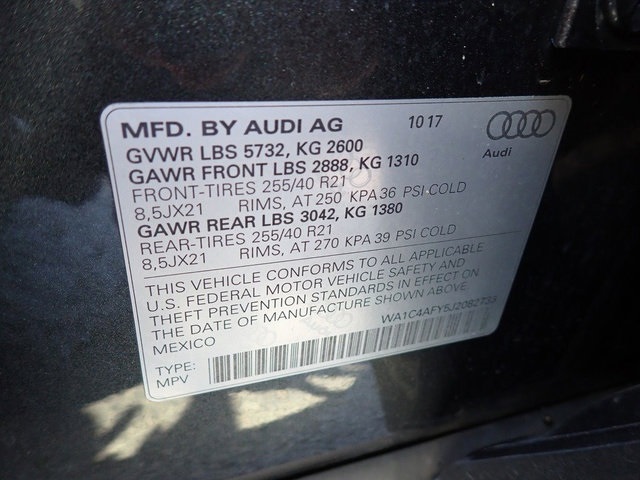 MFD. BY AUDI AG 10 17
Audi
GVWR LBS 5732, KG 2600
GAWR FRONT LBS 2888, KG 1310
FRONT-TIRES 255/40 R21
8,5JX21 RIMS, AT 250 KPA 36 PSI COLD
GAWR REAR LBS 3042, KG 1380
REAR-TIRES 255/40 R21
8,5JX21 RIMS, AT 270 KPA 39 PSI COLD
THIS VEHICLE CONFORMS TO ALL APPLICABLE
U.S. FEDERAL MOTOR VEHICLE SAFETY AND
THEFT PREVENTION STANDARDS IN EFFECT ON
THE DATE OF MANUFACTURE SHOWN ABOVE
MEXICO WA1C4AFY5J2082733
TYPE:
MPV